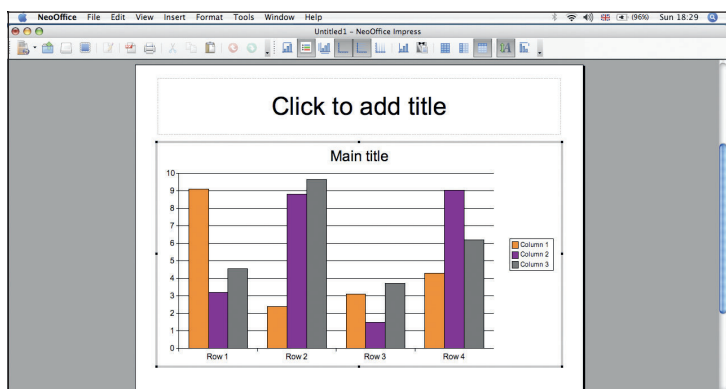 NeoOffice File Edit View Insert Format Tools Window Help (96%) Sun 18:29
Untitled1 – NeoOffice Impress
Click to add title
Main title
10
9
8
7
6
5
4
3
2
1
0
Row 1 Row 2 Row 3 Row 4
Column 1
Column 2
Column 3